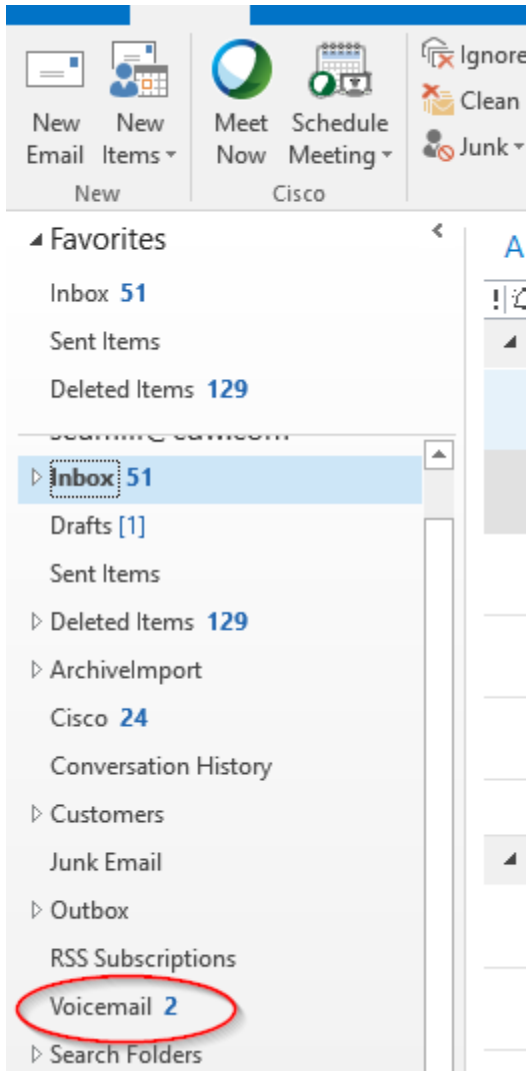 New Email
New Items
Meet Now
Schedule Meeting
Ignore
Clean
Junk
New
Cisco
Favorites
A
Inbox 51
!
Sent Items
Deleted Items 129
Inbox 51
Drafts [1]
Sent Items
Deleted Items 129
ArchiveImport
Cisco 24
Conversation History
Customers
Junk Email
Outbox
RSS Subscriptions
Voicemail 2
Search Folders